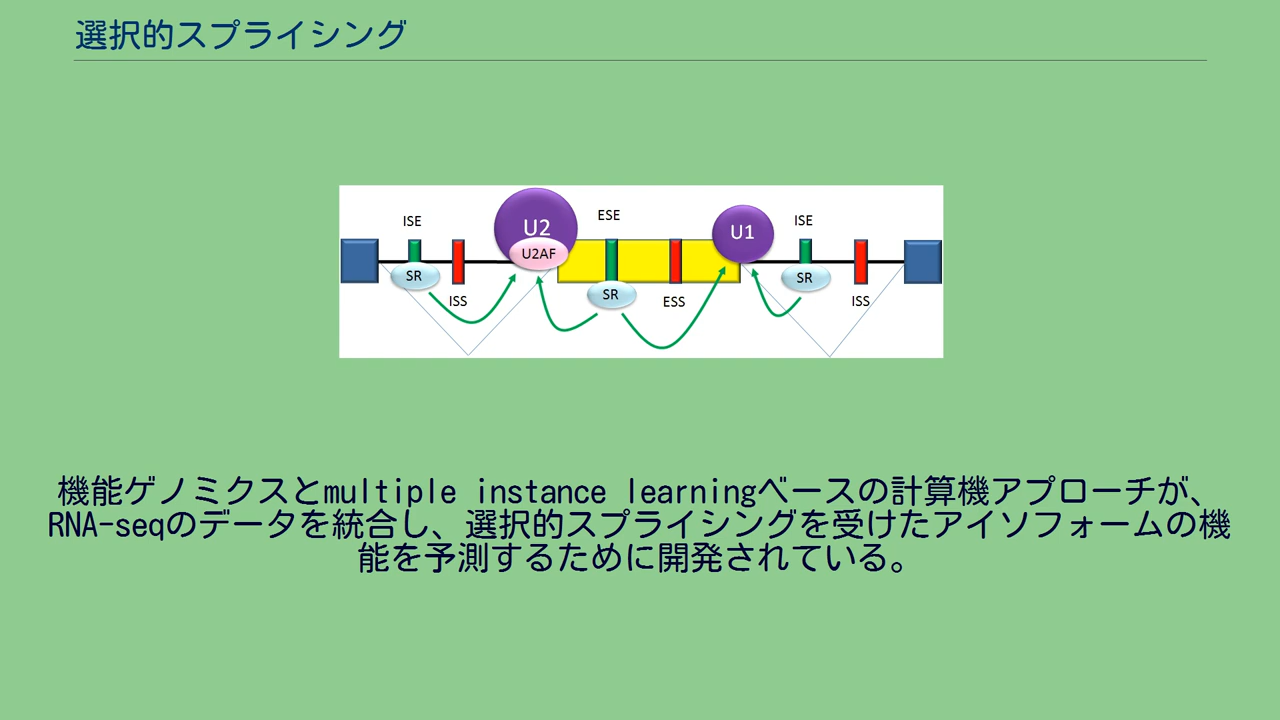 選択的スプライシング
ISE
U2
ESE
U1
ISE
U2AF
SR
SR
SR
ISS
ESS
ISS
機能ゲノミクスとmultiple instance learningベースの計算機アプローチが、
RNA-seqのデータを統合し、選択的スプライシングを受けたアイソフォームの機
能を予測するために開発されている。